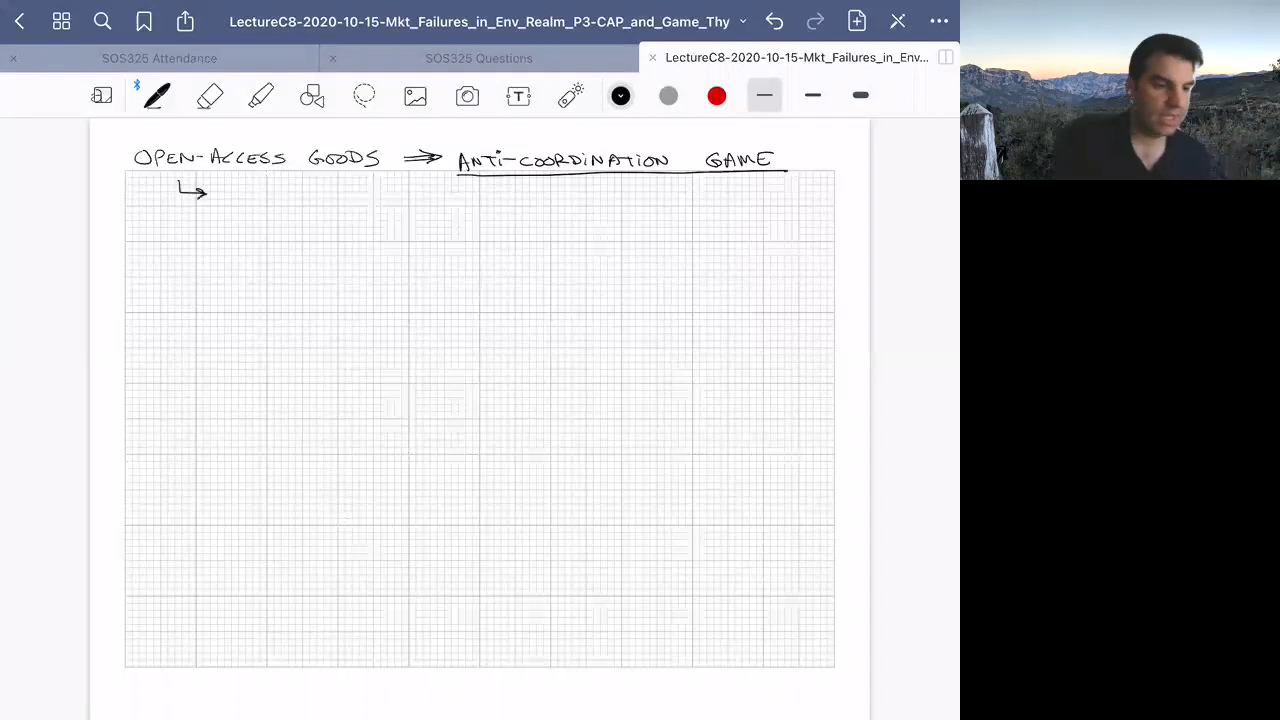 LectureC8-2020-10-15-Mkt_Failures_in_Env_Realm_P3-CAP_and_Game_Thy
SOS325 Attendance
SOS325 Questions
LectureC8-2020-10-15-Mkt_Failures_in_Env...
OPEN-ACCESS GOODS ⇒ ANTI-COORDINATION GAME